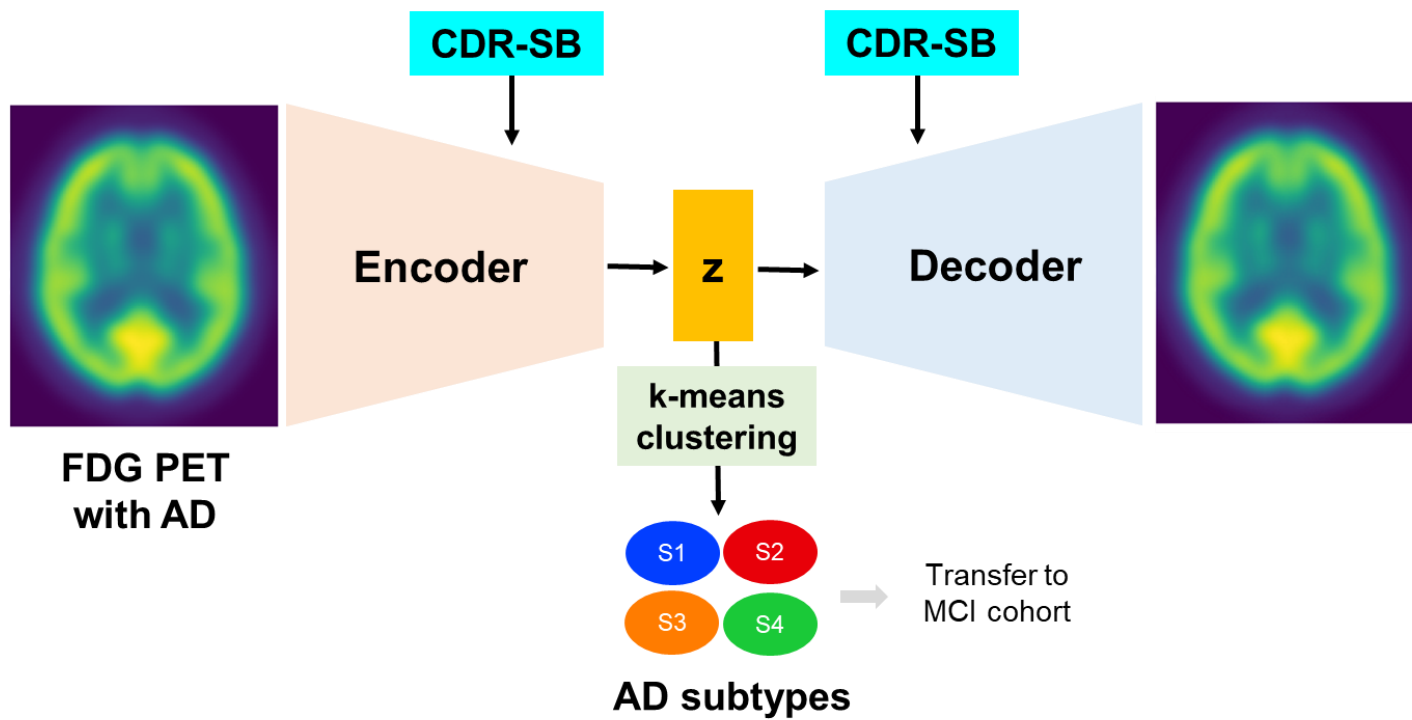 CDR-SB
CDR-SB
Encoder
z
Decoder
k-means
clustering
FDG PET
with AD
S1
S2
S3
S4
Transfer to
MCI cohort
AD subtypes